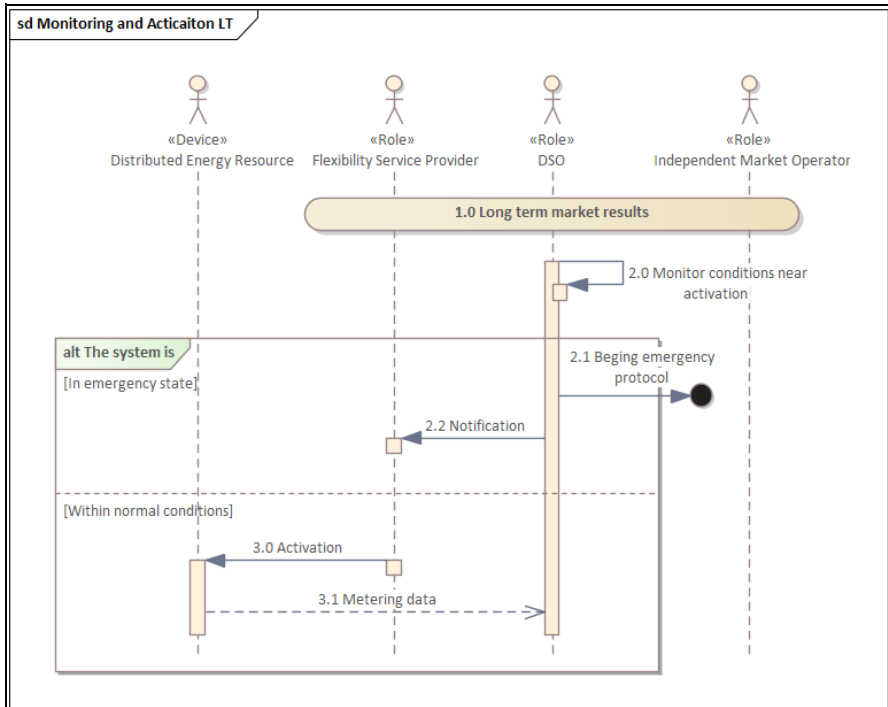 sd Monitoring and Acticaiton LT
«Device»
Distributed Energy Resource
«Role»
Flexibility Service Provider
«Role»
DSO
«Role»
Independent Market Operator
1.0 Long term market results
2.0 Monitor conditions near
activation
alt The system is
[In emergency state]
2.1 Beging emergency
protocol
2.2 Notification
[Within normal conditions]
3.0 Activation
3.1 Metering data